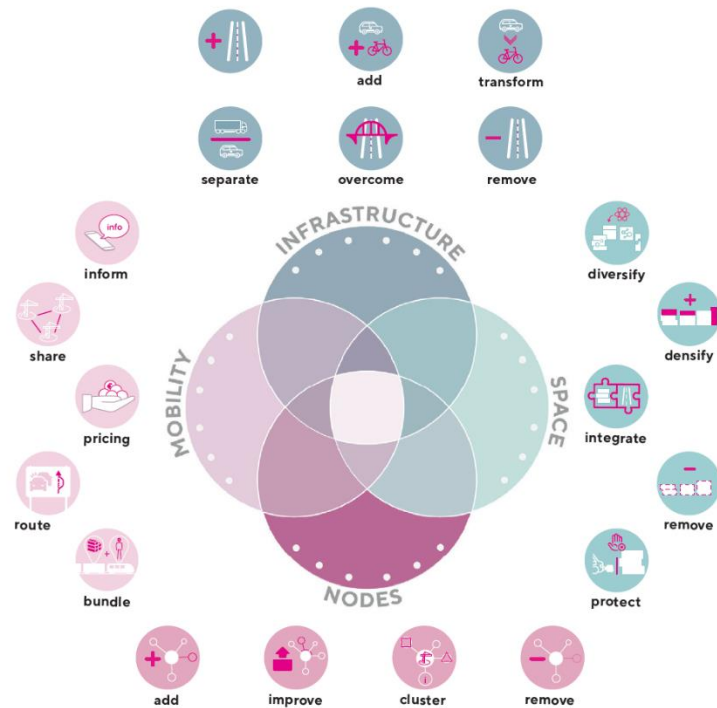 add
transform
separate
overcome
remove
INFRASTRUCTURE
info
inform
diversify
share
densify
MOBILITY
SPACE
pricing
integrate
route
remove
bundle
protect
NODES
add
improve
cluster
remove